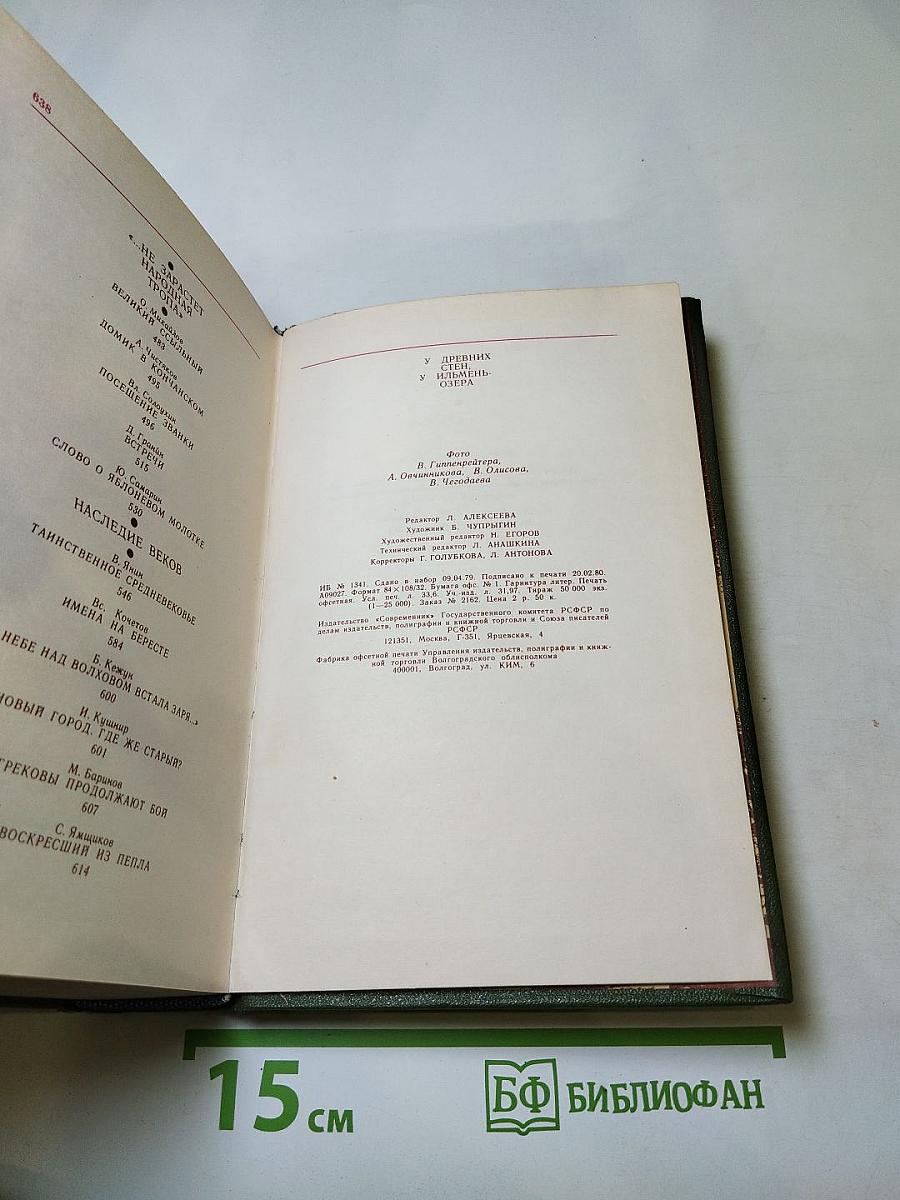 638
«...НЕ ЗАРАСТЕТ
НАРОДНАЯ
ТРОПА»
О. Михайлов
ВЕЛИКИЙ ССЫЛЬНЫЙ
483
А. Чистяков
ДОМИК В КОНЧАНСКОМ
495
Вл. Солоухин
ПОСЕЩЕНИЕ ЗВАНКИ
496
Д. Гранин
ВСТРЕЧИ
515
Ю. Самарин
СЛОВО О ЯБЛОНЕВОМ МОЛОТКЕ
530
НАСЛЕДИЕ ВЕКОВ
В. Янин
ТАИНСТВЕННОЕ СРЕДНЕВЕКОВЬЕ
546
Вс. Кочетов
ИМЕНА НА БЕРЕСТЕ
584
Б. Кежун
НЕБЕ НАД ВОЛХОВОМ ВСТАЛА ЗАРЯ...»
600
И. Кушнир
НОВЫЙ ГОРОД. ГДЕ ЖЕ СТАРЫЙ?
601
М. Баринов
ГРЕКОВЫ ПРОДОЛЖАЮТ БОЙ
607
С. Ямщиков
ВОСКРЕСШИЙ ИЗ ПЕПЛА
614
У ДРЕВНИХ
СТЕН,
У ИЛЬМЕНЬ-
ОЗЕРА
Фото
В. Гиппенрейтера,
А. Овчинникова, В. Олисова,
В. Чегодаева
Редактор Л. АЛЕКСЕЕВА
Художник Б. ЧУПРЫГИН
Художественный редактор Н. ЕГОРОВ
Технический редактор Л. АНАШКИНА
Корректоры Г. ГОЛУБКОВА, Л. АНТОНОВА
ИБ № 1341. Сдано в набор 09.04.79. Подписано к печати 20.02.80.
А09027. Формат 84×108/32. Бумага офс. № 1. Гарнитура литер. Печать
офсетная. Усл. печ. л. 33,6. Уч.-изд. л. 31,97. Тираж 50 000 экз.
(1—25 000). Заказ № 2162. Цена 2 р. 50 к.
Издательство «Современник» Государственного комитета РСФСР по
делам издательств, полиграфии и книжной торговли и Союза писателей
РСФСР
121351, Москва, Г-351, Ярцевская, 4
Фабрика офсетной печати Управления издательств, полиграфии и книж-
ной торговли Волгоградского облисполкома
400001, Волгоград, ул. КИМ, 6
15 см
БФ БИБЛИОФАН